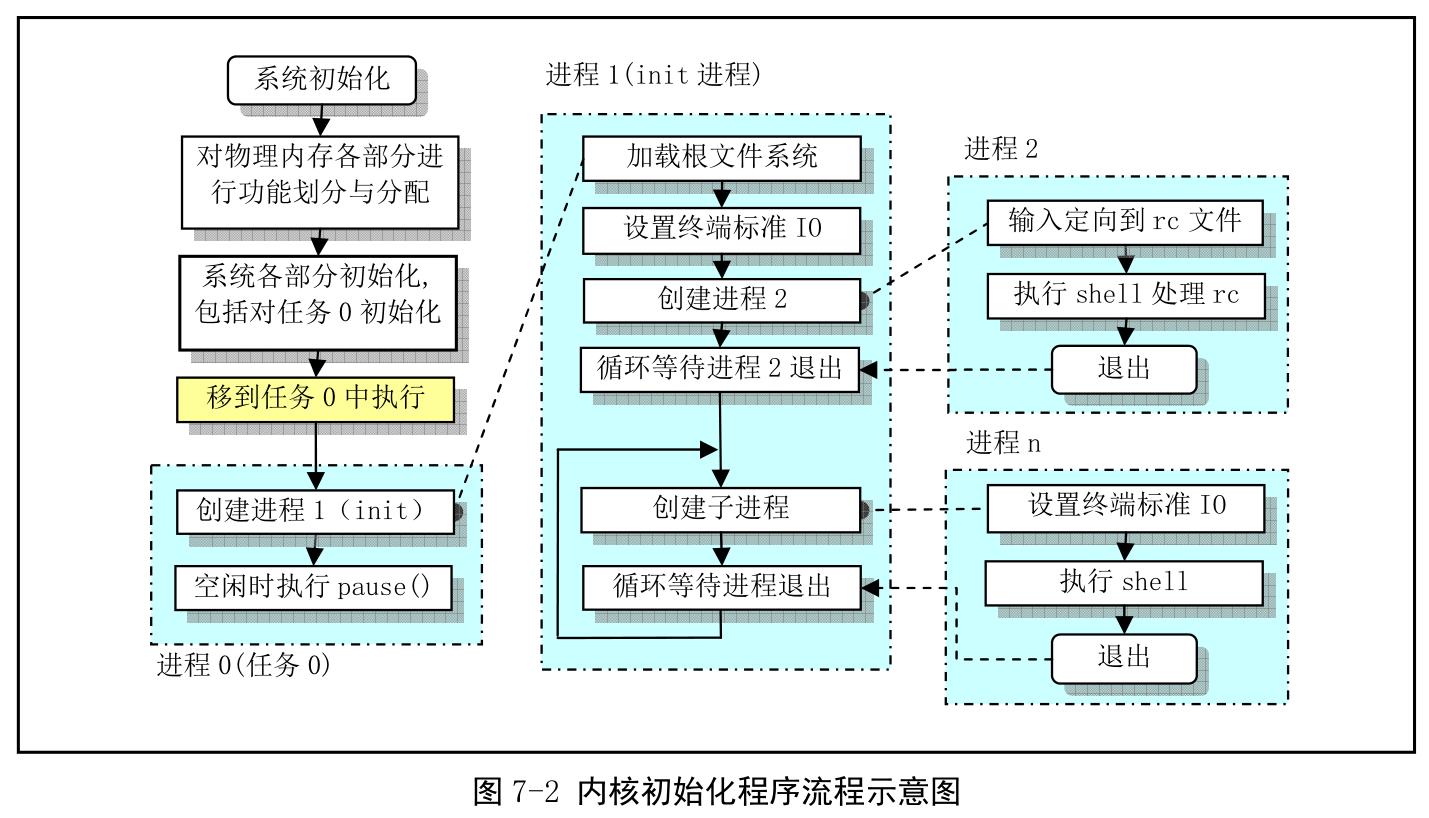 系统初始化
对物理内存各部分进
行功能划分与分配
系统各部分初始化,
包括对任务 0 初始化
移到任务 0 中执行
创建进程 1（init）
空闲时执行 pause()
进程 0(任务 0)
进程 1(init 进程)
加载根文件系统
设置终端标准 IO
创建进程 2
循环等待进程 2 退出
创建子进程
循环等待进程退出
进程 2
输入定向到 rc 文件
执行 shell 处理 rc
退出
进程 n
设置终端标准 IO
执行 shell
退出
图 7-2 内核初始化程序流程示意图